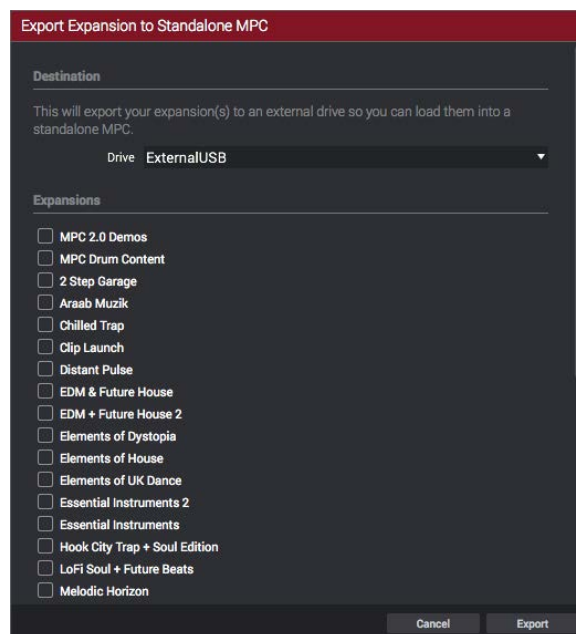 Export Expansion to Standalone MPC
Destination
This will export your expansion(s) to an external drive so you can load them into a
standalone MPC.
Drive ExternalUSB
Expansions
MPC 2.0 Demos
MPC Drum Content
2 Step Garage
Araab Muzik
Chilled Trap
Clip Launch
Distant Pulse
EDM & Future House
EDM + Future House 2
Elements of Dystopia
Elements of House
Elements of UK Dance
Essential Instruments 2
Essential Instruments
Hook City Trap + Soul Edition
LoFi Soul + Future Beats
Melodic Horizon
Cancel Export